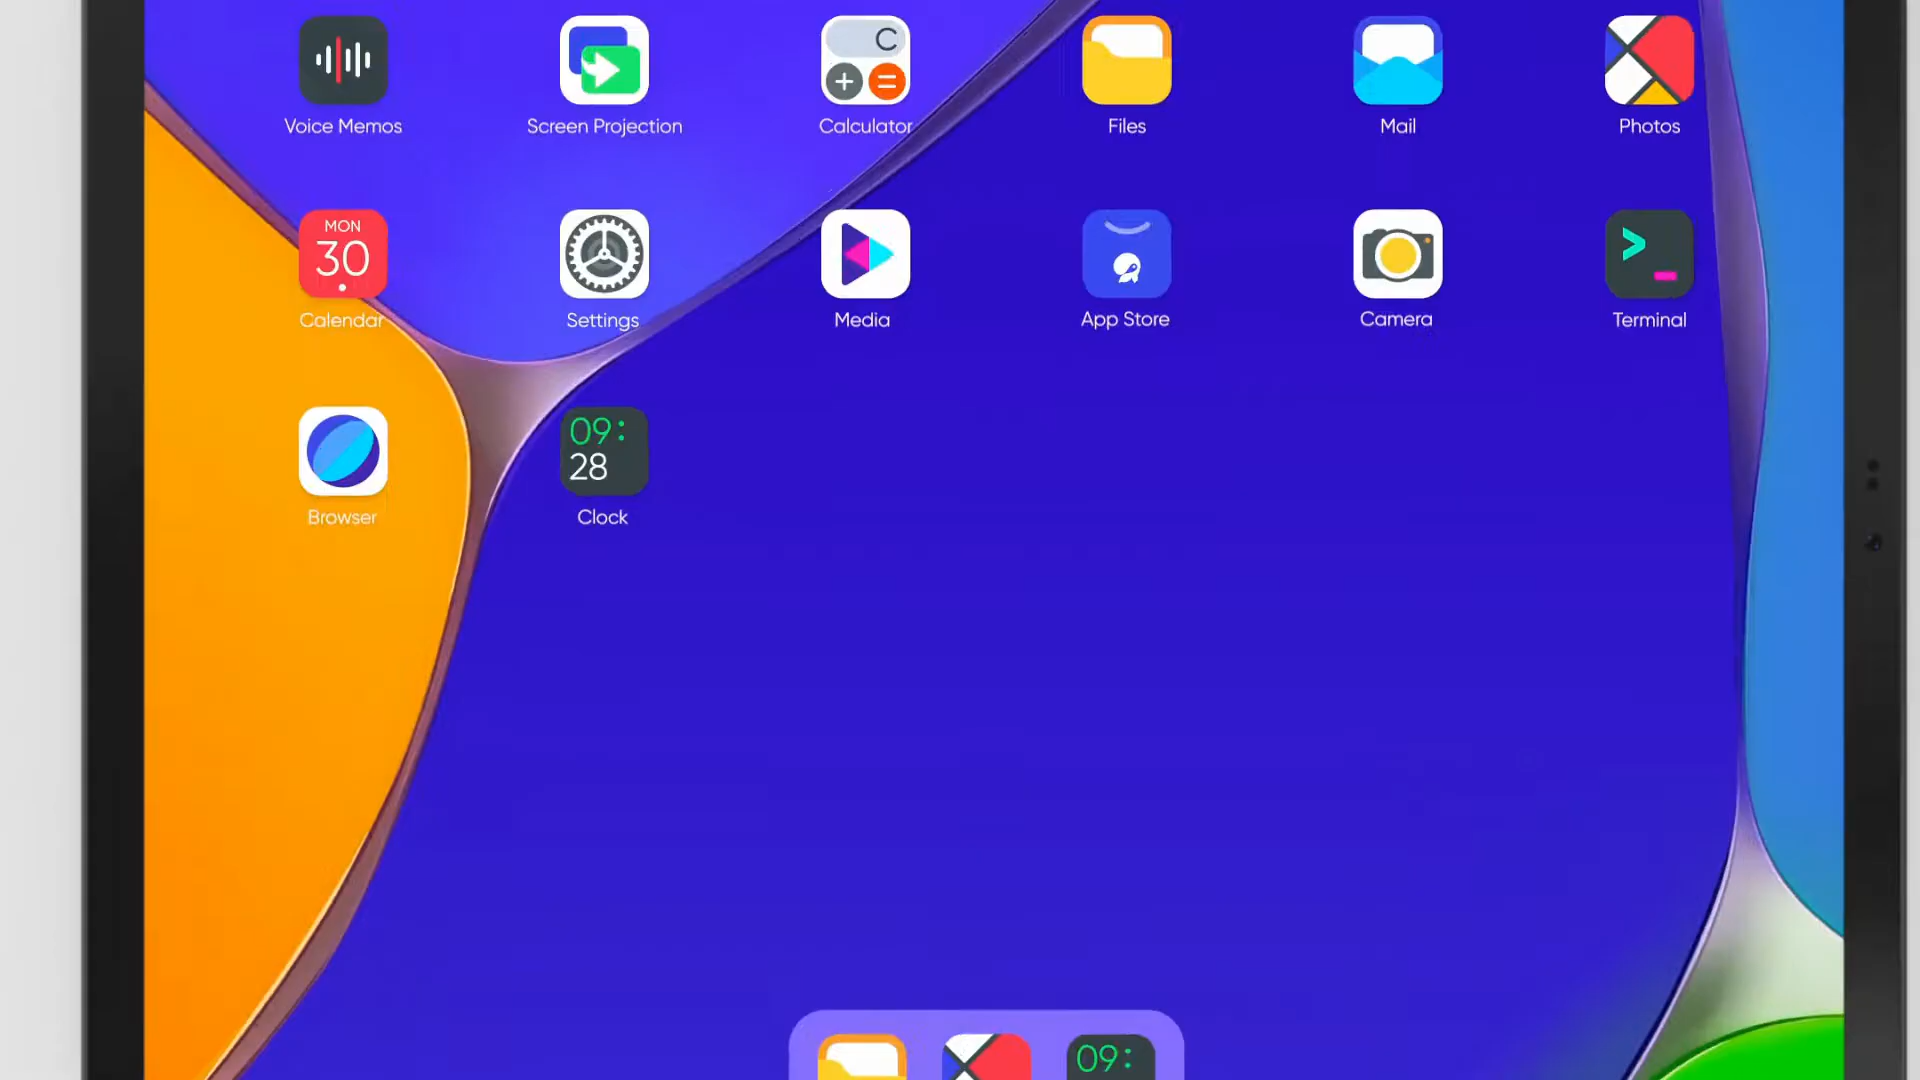 C
Voice Memos
Screen Projection
Calculator
Files
Mail
Photos
MON
30
Calendar
Settings
Media
App Store
Camera
Terminal
09:
28
Browser
Clock
09: